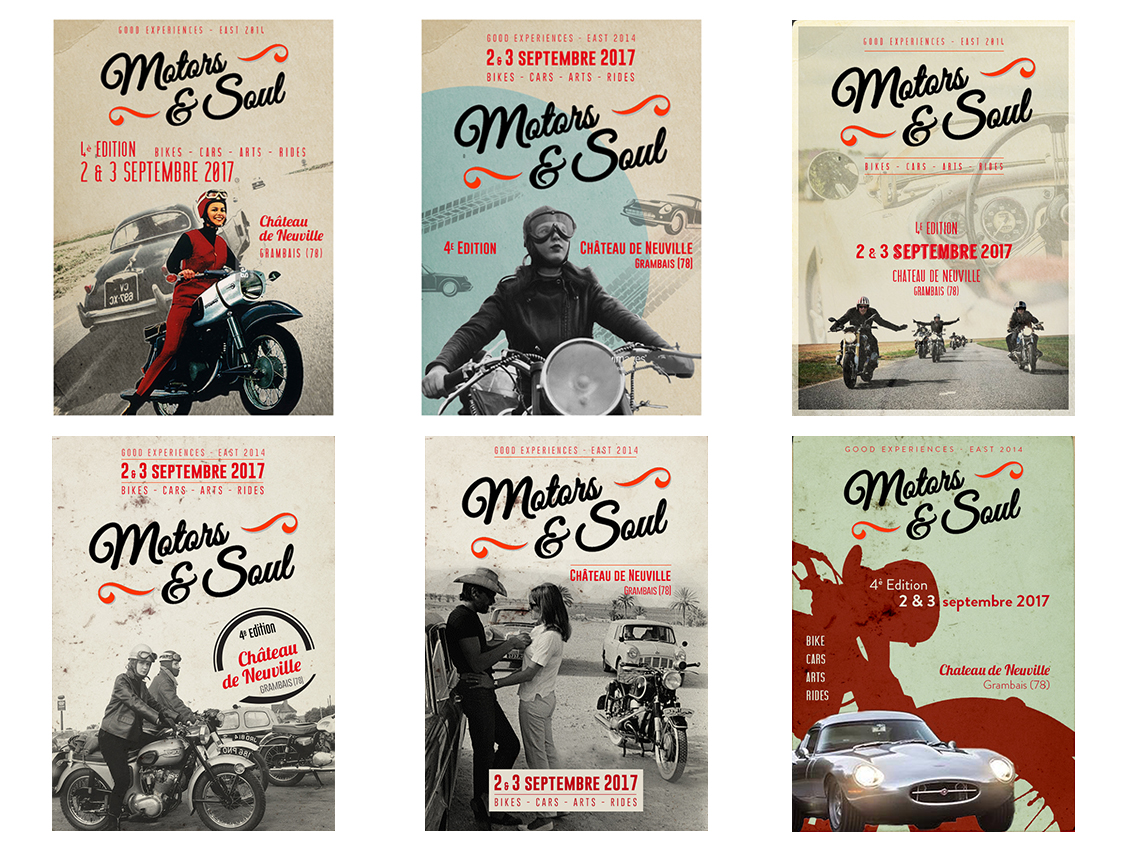 GOOD EXPERIENCES - EAST 2014
Motors
& Soul
4e EDITION
BIKES - CARS - ARTS - RIDES
2 & 3 SEPTEMBRE 2017
Château
de Neuville
GRAMBAIS (78)
GOOD EXPERIENCES - EAST 2014
2 & 3 SEPTEMBRE 2017
BIKES - CARS - ARTS - RIDES
Motors
& Soul
4E EDITION
CHÂTEAU DE NEUVILLE
GRAMBAIS (78)
GOOD EXPERIENCES - EAST 2014
Motors
& Soul
BIKES - CARS - ARTS - RIDES
4E EDITION
2 & 3 SEPTEMBRE 2017
CHATEAU DE NEUVILLE
GRAMBAIS (78)
GOOD EXPERIENCES - EAST 2014
2 & 3 SEPTEMBRE 2017
BIKES - CARS - ARTS - RIDES
Motors
& Soul
4E Edition
Château
de Neuville
GRAMBAIS (78)
GOOD EXPERIENCES - EAST 2014
Motors
& Soul
CHÂTEAU DE NEUVILLE
GRAMBAIS (78)
2 & 3 SEPTEMBRE 2017
BIKES - CARS - ARTS - RIDES
GOOD EXPERIENCES - EAST 2014
Motors
& Soul
4è Edition
2 & 3 septembre 2017
BIKE
CARS
ARTS
RIDES
Chateau de Neuville
Grambais (78)